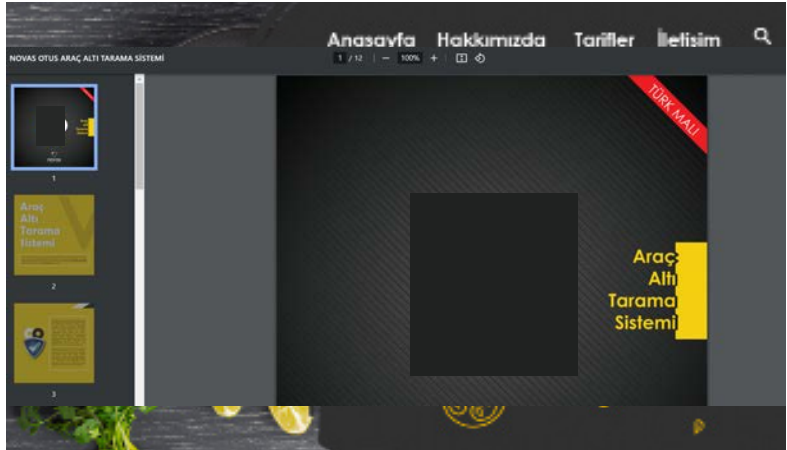 Anasayfa Hakkımızda Tarifler İletişim
NOVAS OTUS ARAÇ ALTI TARAMA SİSTEMİ
1 / 12
100%
TÜRK MALI
Araç
Altı
Tarama
Sistemi
1
Araç
Altı
Tarama
Sistemi
2
3